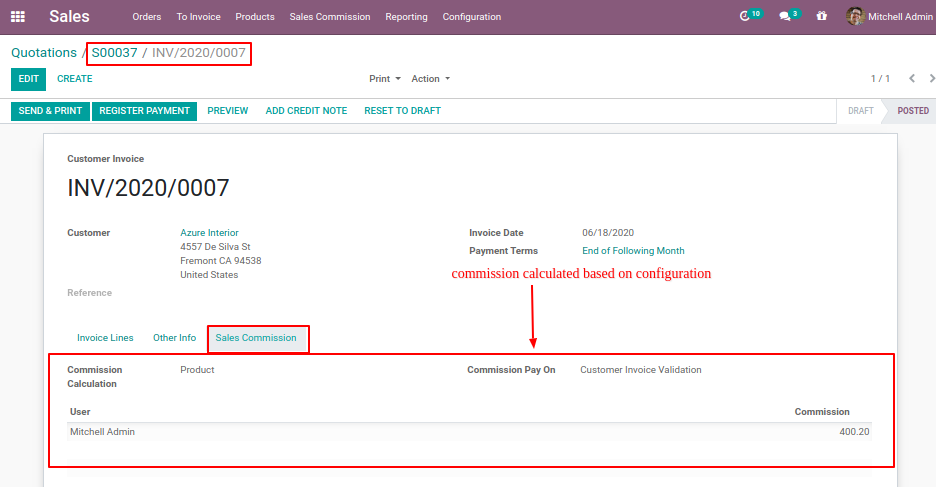 Sales Orders To Invoice Products Sales Commission Reporting Configuration 10 3 Mitchell Admin
Quotations / S00037 / INV/2020/0007
EDIT CREATE Print Action 1 / 1
SEND & PRINT REGISTER PAYMENT PREVIEW ADD CREDIT NOTE RESET TO DRAFT DRAFT POSTED
Customer Invoice
INV/2020/0007
Customer Azure Interior Invoice Date 06/18/2020
4557 De Silva St Payment Terms End of Following Month
Fremont CA 94538
United States
commission calculated based on configuration
Reference
Invoice Lines Other Info Sales Commission
Commission Product Commission Pay On Customer Invoice Validation
Calculation
User Commission
Mitchell Admin 400.20